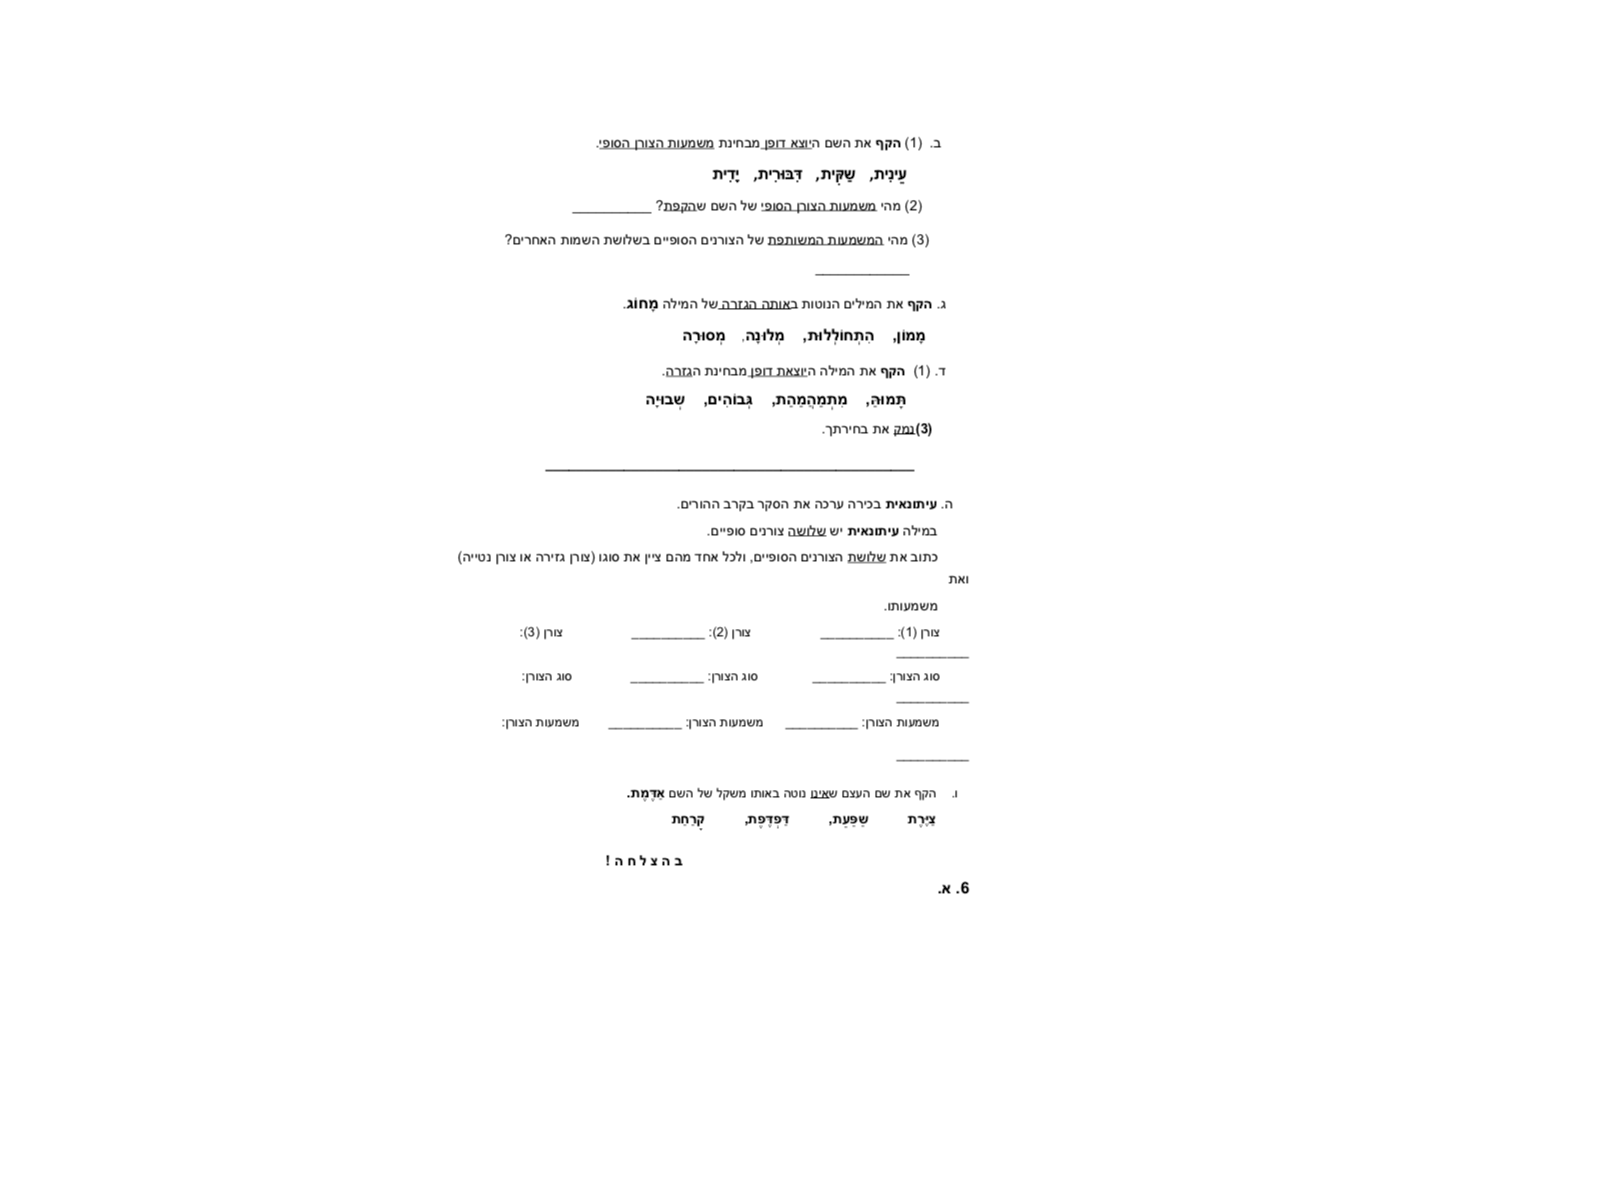 ב. (1) הקף את השם היוצא דופן מבחינת משמעות הצורן הסופי.
עֵינִית, שַׂקִּית, דִּבּוּרִית, יָדִית
(2) מהי משמעות הצורן הסופי של השם שהקפת? ___________
(3) מהי המשמעות המשותפת של הצורנים הסופיים בשלושת השמות האחרים?
_____________
ג. הקף את המילים הנוטות באותה הגזרה של המילה מָחוֹג.
מָמוֹן, הִתְחוֹלְלוּת, מְלוּנָה, מְסוּרָה
ד. (1) הקף את המילה היוצאת דופן מבחינת הגזרה.
תָּמוּהַּ, מִתְמַהֲמַהַת, גְּבוֹהִים, שְׁבוּיָה
(3)נמק את בחירתך.
_______________________________________________
ה. עיתונאית בכירה ערכה את הסקר בקרב ההורים.
במילה עיתונאית יש שלושה צורנים סופיים.
כתוב את שלושת הצורנים הסופיים, ולכל אחד מהם ציין את סוגו (צורן גזירה או צורן נטייה)
ואת
משמעותו.
צורן (1): __________ צורן (2): __________ צורן (3):
__________
סוג הצורן: __________ סוג הצורן: __________ סוג הצורן:
__________
משמעות הצורן: __________ משמעות הצורן: __________ משמעות הצורן:
__________
ו. הקף את שם העצם שאינו נוטה באותו משקל של השם אַדֶּמֶת.
צַיֶּרֶת שַׁפַּעַת, דַּפְדֶּפֶת, קָרַחַת
ב ה צ ל ח ה !
6. א.